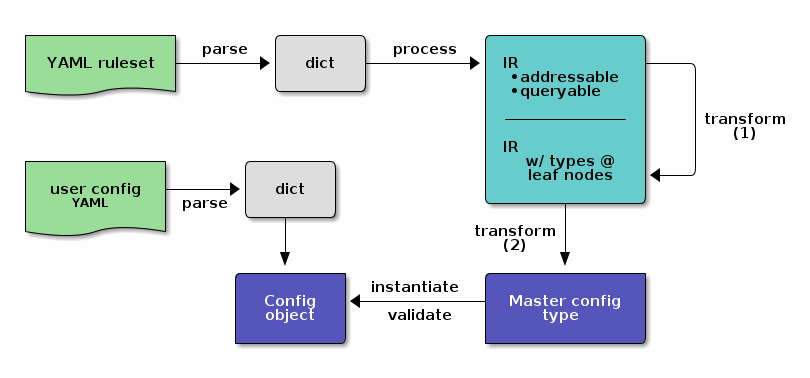 YAML ruleset
parse
dict
process
IR
•addressable
•queryable
transform
(1)
IR
w/ types @
leaf nodes
user config
YAML
parse
dict
transform
(2)
Config
object
instantiate
validate
Master config
type